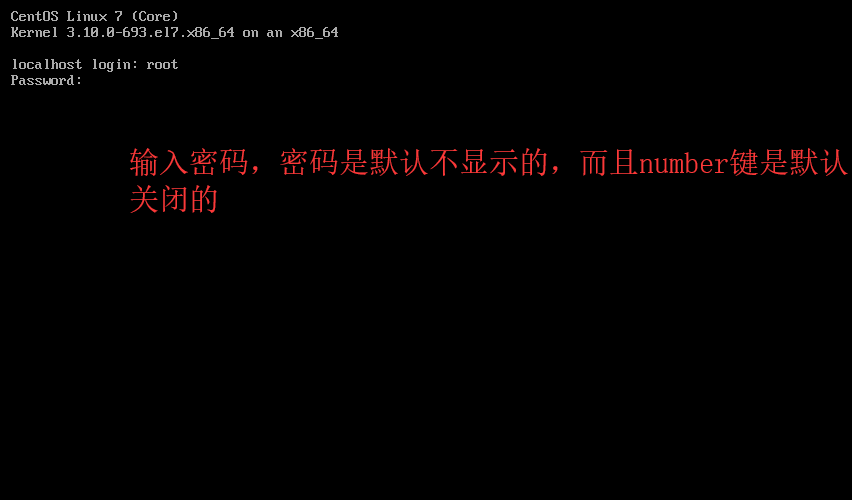 CentOS Linux 7 (Core)
Kernel 3.10.0-693.el7.x86_64 on an x86_64
localhost login: root
Password:
输入密码，密码是默认不显示的，而且number键是默认
关闭的